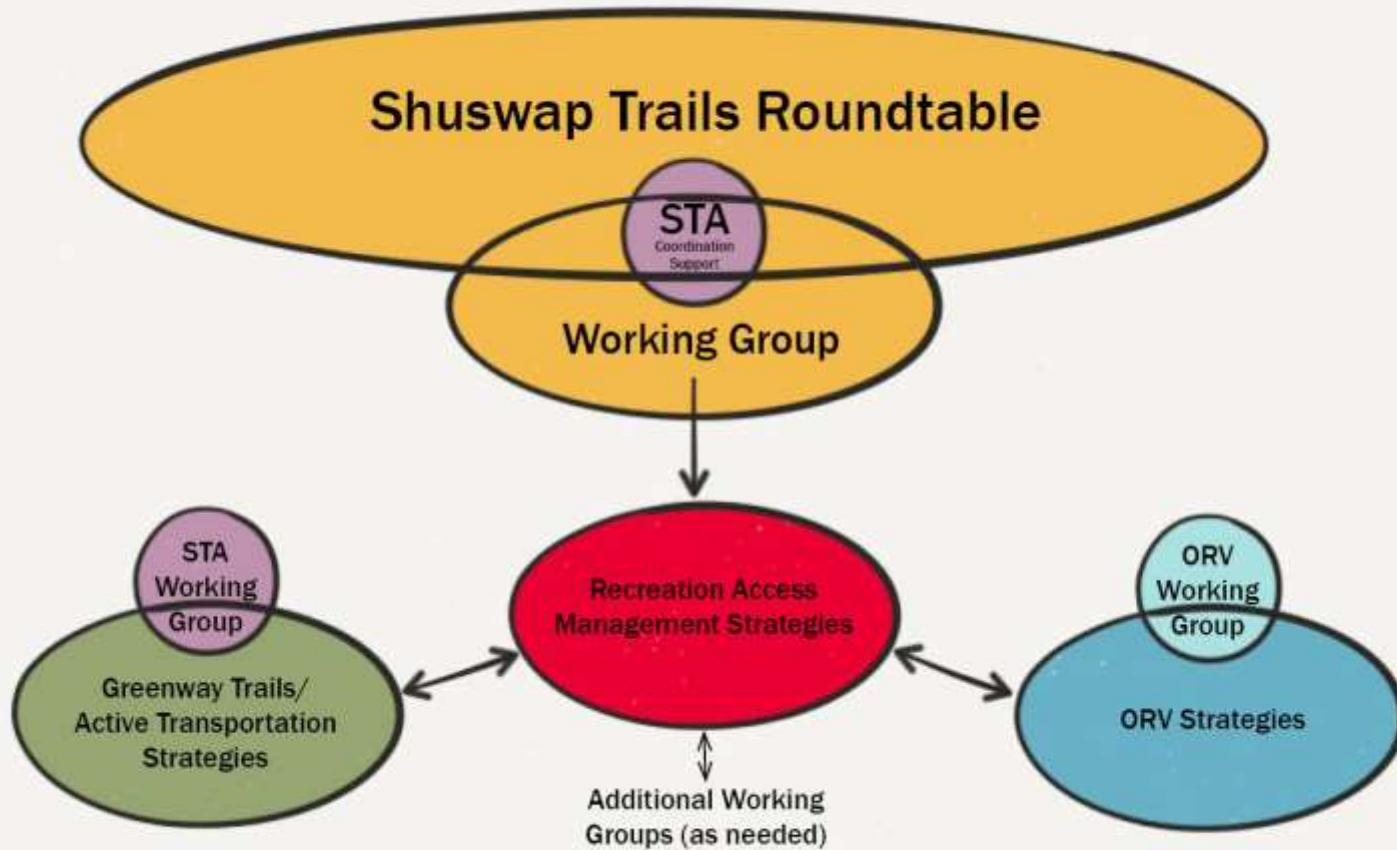 Shuswap Trails Roundtable
STA
Coordination
Support
Working Group
STA
Working
Group
Greenway Trails/
Active Transportation
Strategies
Recreation Access
Management Strategies
ORV
Working
Group
ORV Strategies
Additional Working
Groups (as needed)